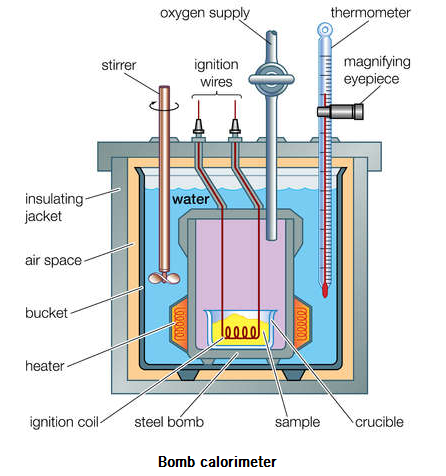 oxygen supply
thermometer
stirrer
ignition
wires
magnifying
eyepiece
water
insulating
jacket
air space
bucket
heater
ignition coil
steel bomb
sample
crucible
Bomb calorimeter